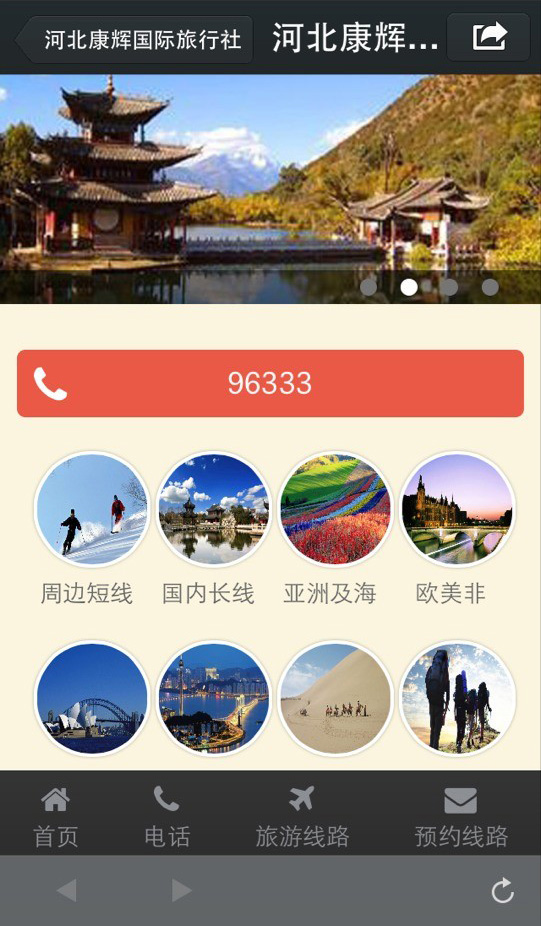 河北康辉国际旅行社
河北康辉...
96333
周边短线
国内长线
亚洲及海
欧美非
首页
电话
旅游线路
预约线路